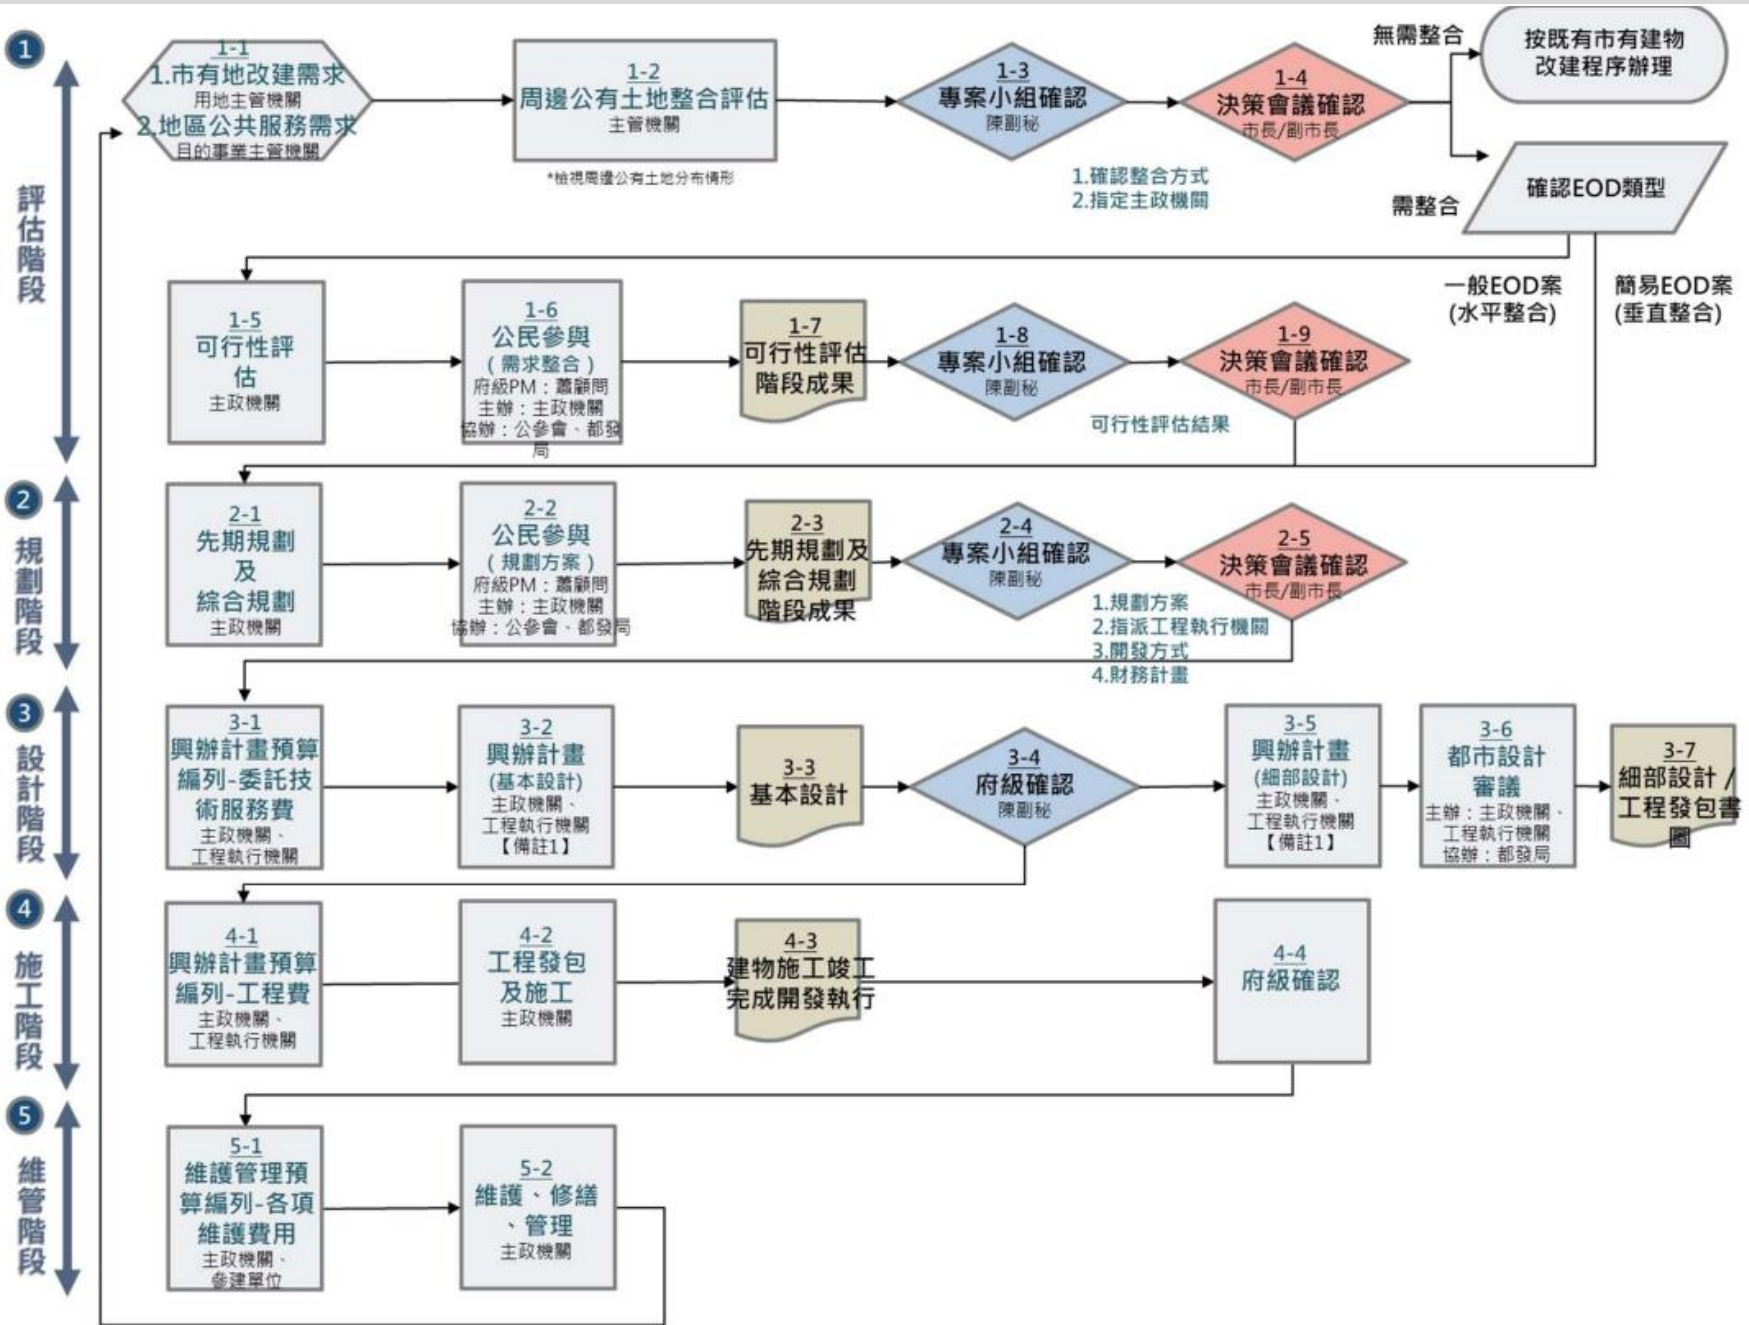 1
評估階段
1-1
1.市有地改建需求
用地主管機關
2.地區公共服務需求
目的事業主管機關
1-2
周邊公有土地整合評估
主管機關
*檢視周邊公有土地分布情形
1-3
專案小組確認
陳副秘
1-4
決策會議確認
市長/副市長
1.確認整合方式
2.指定主政機關
無需整合
按既有市有建物
改建程序辦理
需整合
確認EOD類型
一般EOD案
(水平整合)
簡易EOD案
(垂直整合)
1-5
可行性評
估
主政機關
1-6
公民參與
(需求整合)
府級PM：蕭顧問
主辦：主政機關
協辦：公參會、都發
局
1-7
可行性評估
階段成果
1-8
專案小組確認
陳副秘
1-9
決策會議確認
市長/副市長
可行性評估結果
2
規劃階段
2-1
先期規劃
及
綜合規劃
主政機關
2-2
公民參與
(規劃方案)
府級PM：蕭顧問
主辦：主政機關
協辦：公參會、都發局
2-3
先期規劃及
綜合規劃
階段成果
2-4
專案小組確認
陳副秘
2-5
決策會議確認
市長/副市長
1.規劃方案
2.指派工程執行機關
3.開發方式
4.財務計畫
3
設計階段
3-1
興辦計畫預算
編列-委託技
術服務費
主政機關、
工程執行機關
3-2
興辦計畫
(基本設計)
主政機關、
工程執行機關
【備註1】
3-3
基本設計
3-4
府級確認
陳副秘
3-5
興辦計畫
(細部設計)
主政機關、
工程執行機關
【備註1】
3-6
都市設計
審議
主辦：主政機關、
工程執行機關
協辦：都發局
3-7
細部設計/
工程發包書
圖
4
施工階段
4-1
興辦計畫預算
編列-工程費
主政機關、
工程執行機關
4-2
工程發包
及施工
主政機關
4-3
建物施工竣工
完成開發執行
4-4
府級確認
5
維管階段
5-1
維護管理預
算編列-各項
維護費用
主政機關、
參建單位
5-2
維護、修繕
、管理
主政機關